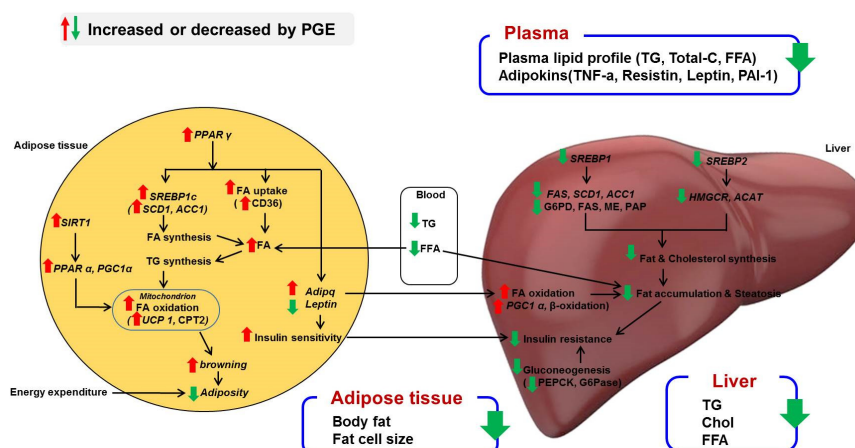 Increased or decreased by PGE
Plasma
Plasma lipid profile (TG, Total-C, FFA)
Adipokins(TNF-a, Resistin, Leptin, PAI-1)
Adipose tissue
PPAR γ
SREBP1c
(SCD1, ACC1)
FA uptake
(CD36)
SIRT1
FA synthesis
FA
TG synthesis
PPAR α, PGC1α
Mitochondrion
FA oxidation
(UCP 1, CPT2)
Adipq
Leptin
Insulin sensitivity
browning
Energy expenditure
Adiposity
Blood
TG
FFA
Liver
SREBP1
SREBP2
FAS, SCD1, ACC1
G6PD, FAS, ME, PAP
HMGCR, ACAT
Fat & Cholesterol synthesis
FA oxidation
(PGC1 α, β-oxidation)
Fat accumulation & Steatosis
Insulin resistance
Gluconeogenesis
(PEPCK, G6Pase)
Adipose tissue
Body fat
Fat cell size
Liver
TG
Chol
FFA